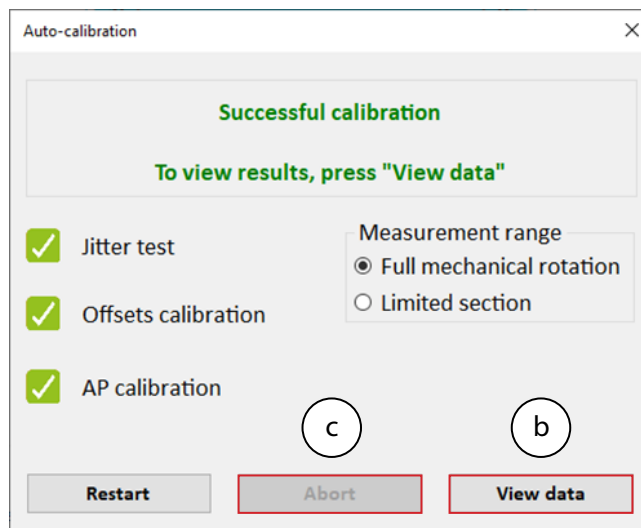 Auto-calibration
Successful calibration
To view results, press "View data"
Jitter test
Offsets calibration
AP calibration
Measurement range
Full mechanical rotation
Limited section
c
b
Restart
Abort
View data